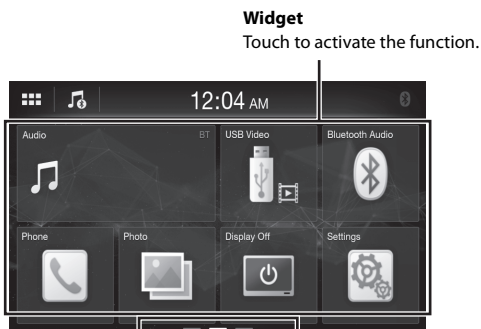 Widget
Touch to activate the function.
12:04 AM
Audio BT USB Video Bluetooth Audio
Phone Photo Display Off Settings